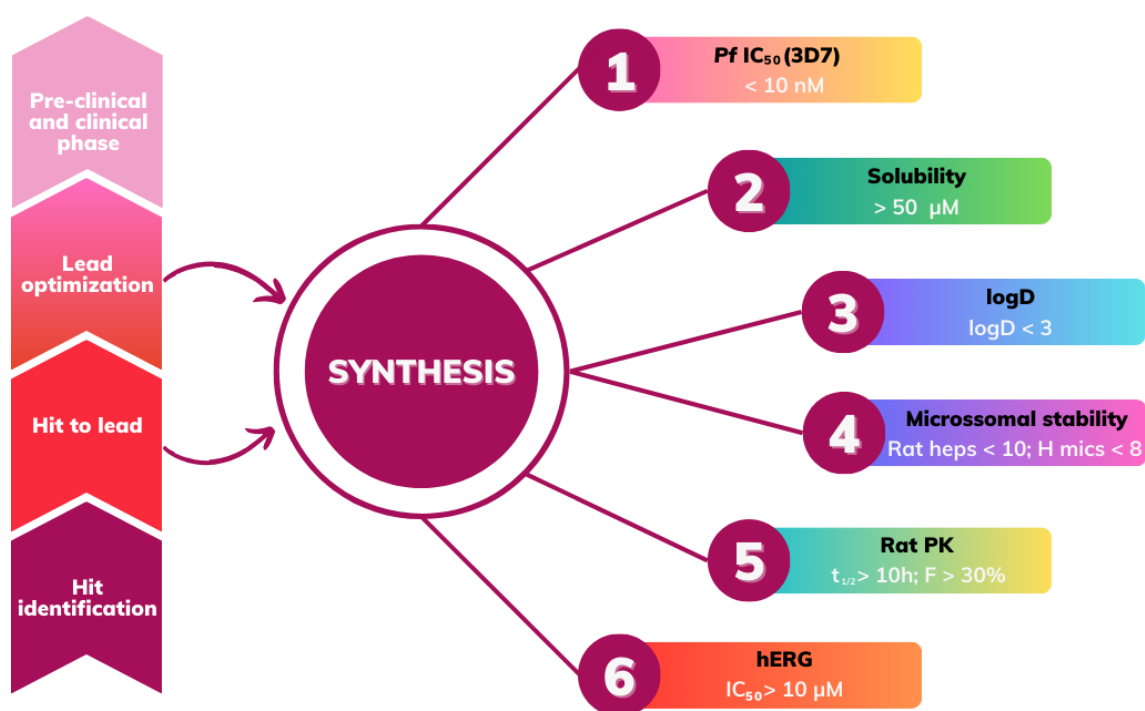 Pre-clinical
and clinical
phase
Lead
optimization
Hit to lead
Hit
identification
SYNTHESIS
1
Pf IC₅₀ (3D7)
< 10 nM
2
Solubility
> 50 µM
3
logD
logD < 3
4
Microssomal stability
Rat heps < 10; H mics < 8
5
Rat PK
t₁/₂ > 10h; F > 30%
6
hERG
IC₅₀ > 10 µM